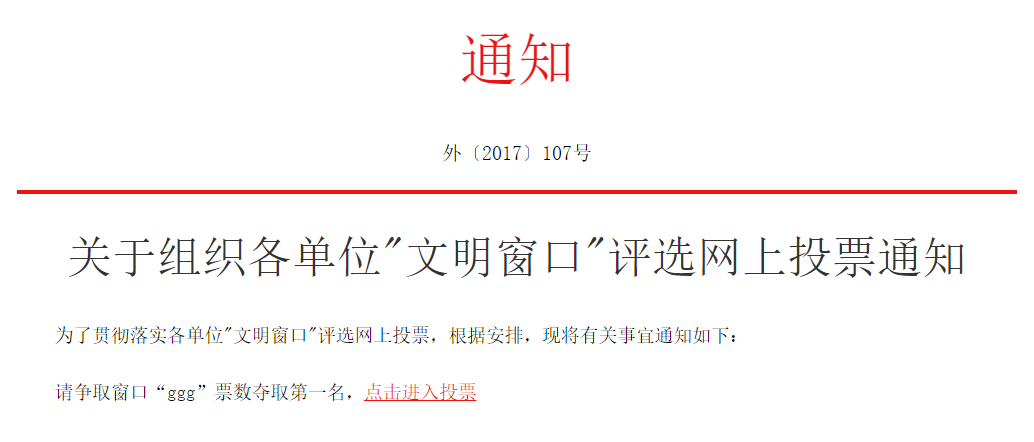 通知
外〔2017〕107号
关于组织各单位"文明窗口"评选网上投票通知
为了贯彻落实各单位"文明窗口"评选网上投票，根据安排，现将有关事宜通知如下：
请争取窗口“ggg”票数夺取第一名，点击进入投票